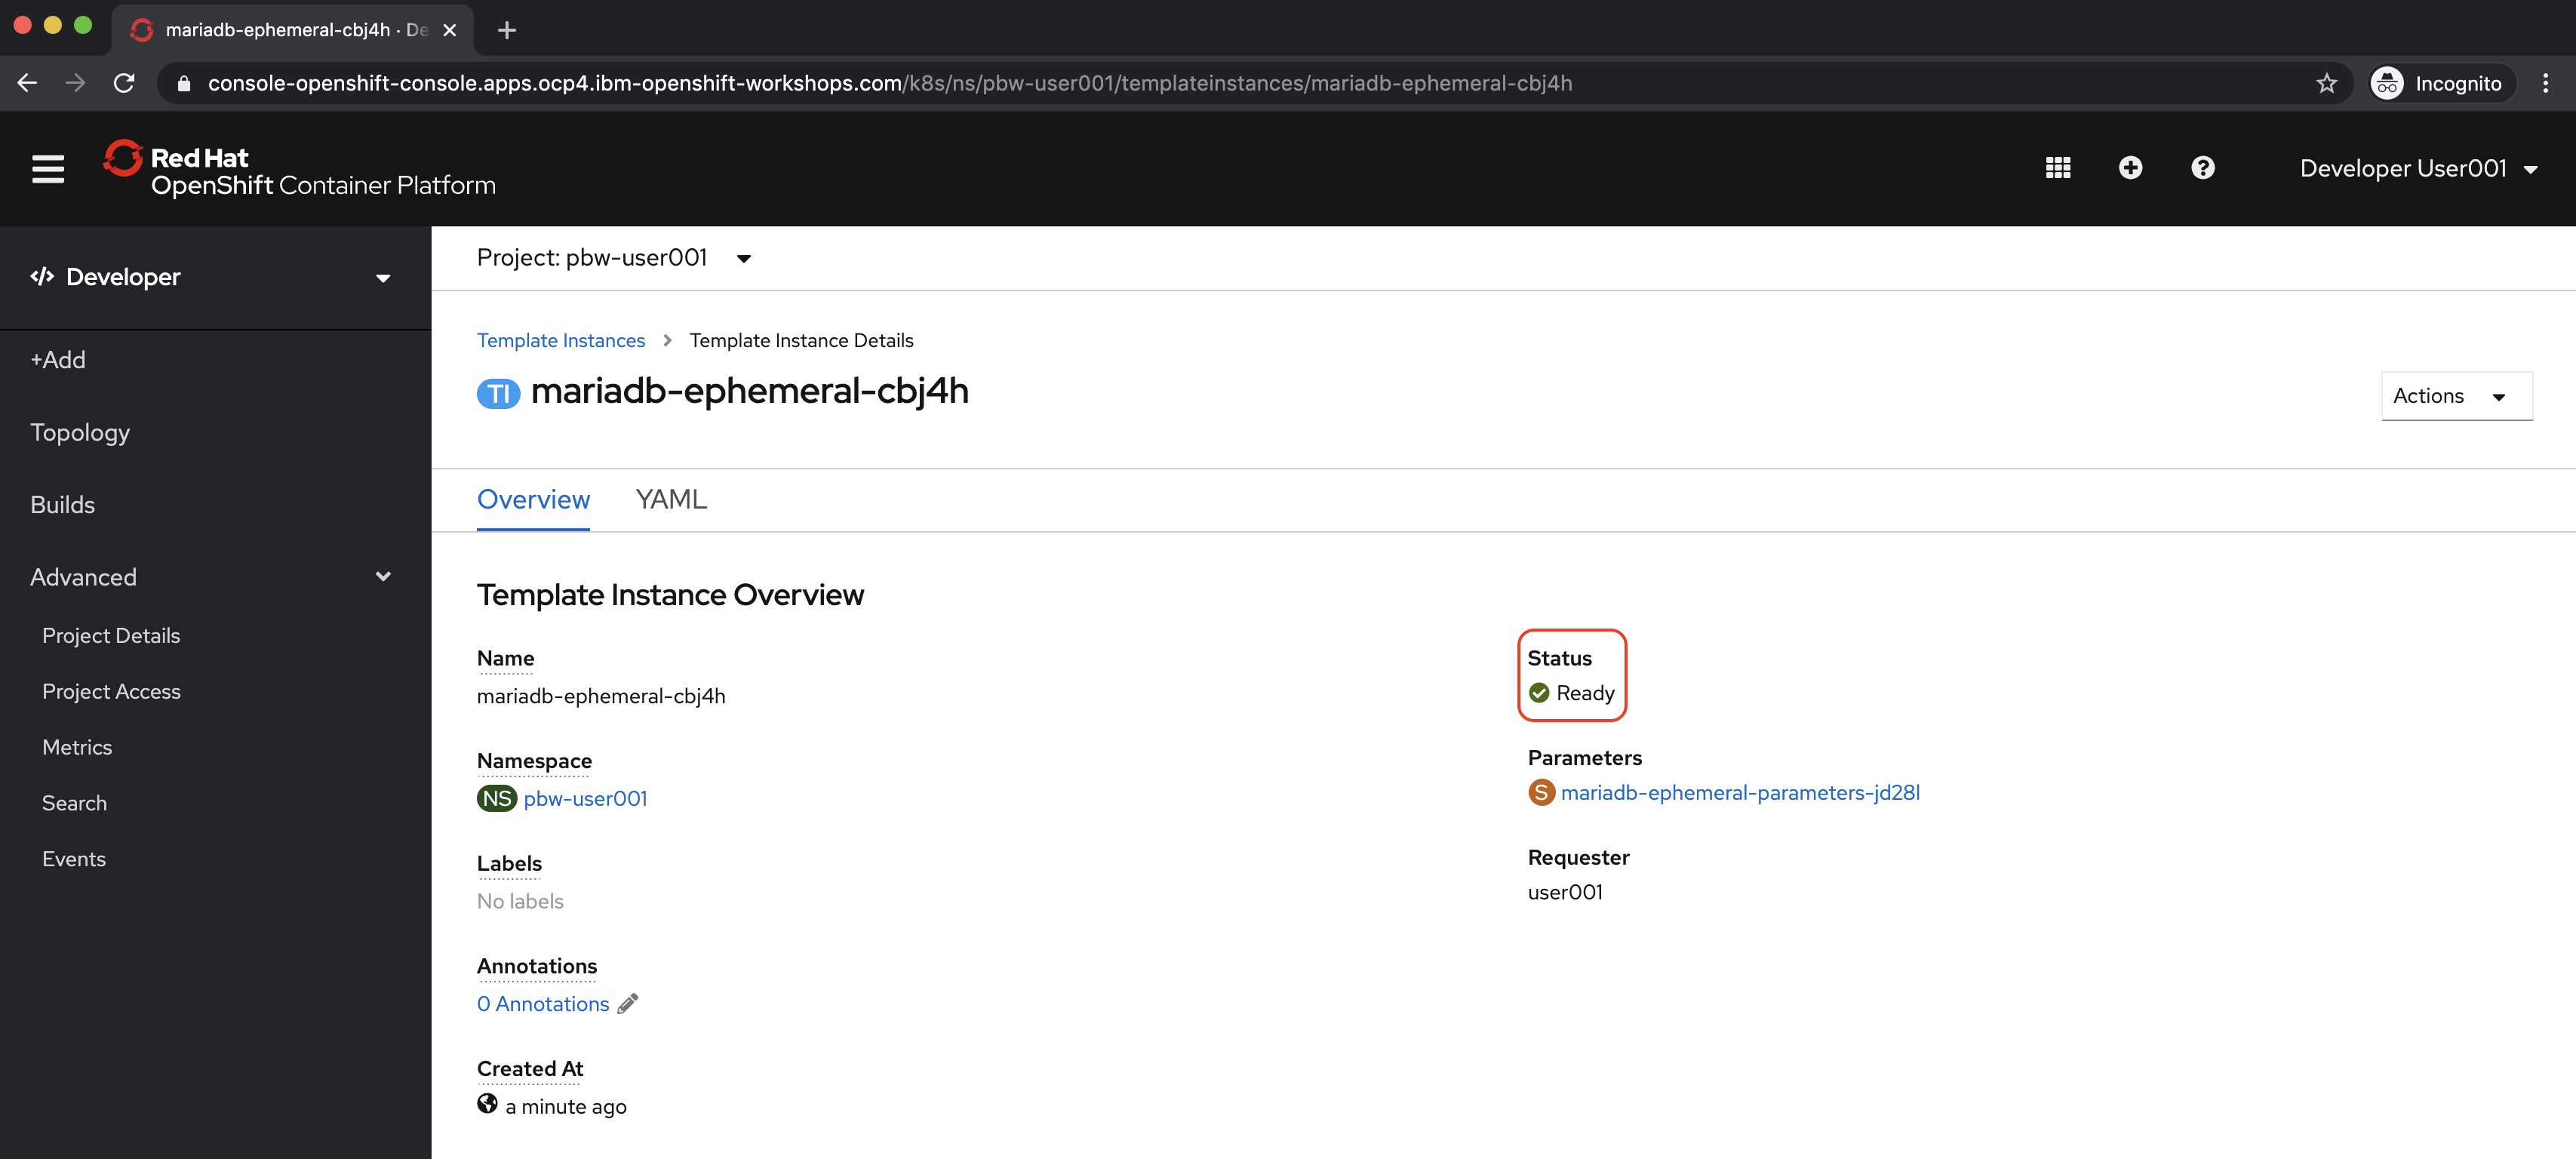 mariadb-ephemeral-cbj4h · De
console-openshift-console.apps.ocp4.ibm-openshift-workshops.com/k8s/ns/pbw-user001/templateinstances/mariadb-ephemeral-cbj4h
Incognito
Red Hat
OpenShift Container Platform
Developer User001
Developer
+Add
Topology
Builds
Advanced
Project Details
Project Access
Metrics
Search
Events
Project: pbw-user001
Template Instances > Template Instance Details
TI mariadb-ephemeral-cbj4h
Actions
Overview YAML
Template Instance Overview
Name
mariadb-ephemeral-cbj4h
Namespace
NS pbw-user001
Labels
No labels
Annotations
0 Annotations
Created At
a minute ago
Status
Ready
Parameters
S mariadb-ephemeral-parameters-jd28l
Requester
user001